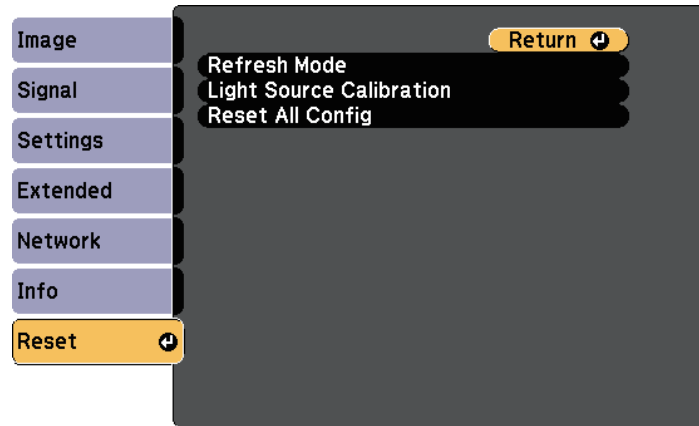 Image
Signal
Settings
Extended
Network
Info
Reset
Return
Refresh Mode
Light Source Calibration
Reset All Config